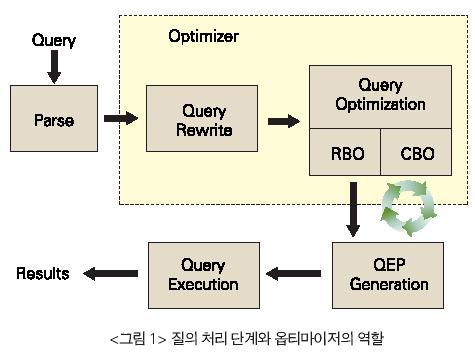 Query
Optimizer
Parse
Query
Rewrite
Query
Optimization
RBO
CBO
Results
Query
Execution
QEP
Generation
<그림 1> 질의 처리 단계와 옵티마이저의 역할